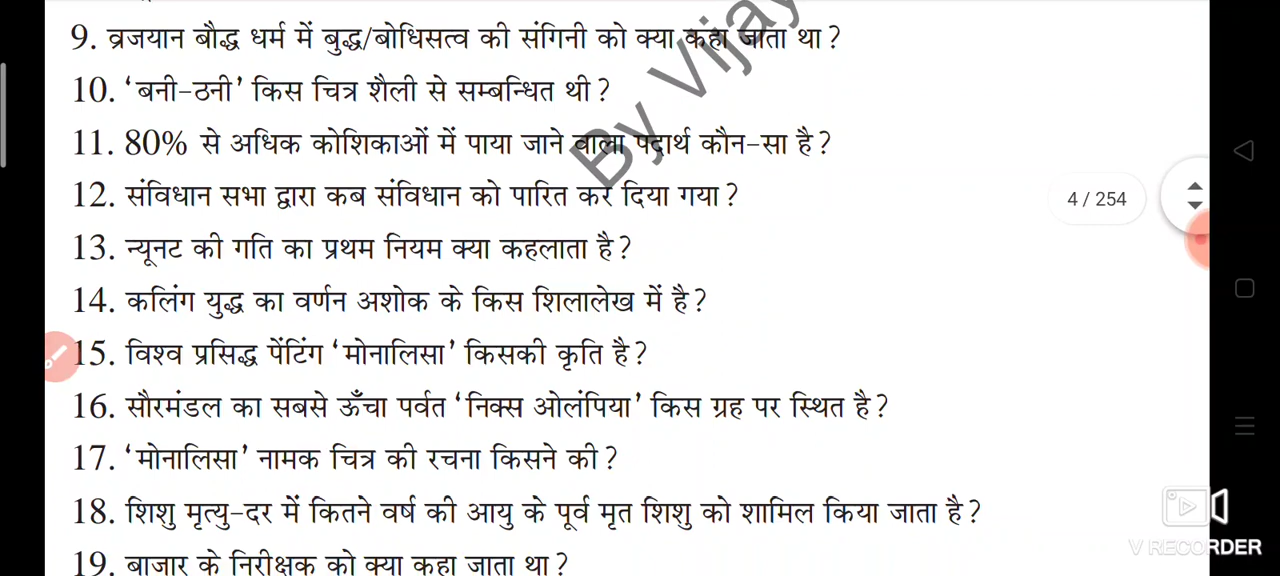 9. व्रजयान बौद्ध धर्म में बुद्ध/बोधिसत्व की संगिनी को क्या कहा जाता था?
By Vijay
10. 'बनी-ठनी' किस चित्र शैली से सम्बन्धित थी?
11. 80% से अधिक कोशिकाओं में पाया जाने वाला पदार्थ कौन-सा है?
12. संविधान सभा द्वारा कब संविधान को पारित कर दिया गया?
4 / 254
13. न्यूनट की गति का प्रथम नियम क्या कहलाता है?
14. कलिंग युद्ध का वर्णन अशोक के किस शिलालेख में है?
15. विश्व प्रसिद्ध पेंटिंग 'मोनालिसा' किसकी कृति है?
16. सौरमंडल का सबसे ऊँचा पर्वत 'निक्स ओलंपिया' किस ग्रह पर स्थित है?
17. 'मोनालिसा' नामक चित्र की रचना किसने की?
18. शिशु मृत्यु-दर में कितने वर्ष की आयु के पूर्व मृत शिशु को शामिल किया जाता है?
V RECORDER
19. बाजार के निरीक्षक को क्या कहा जाता था?